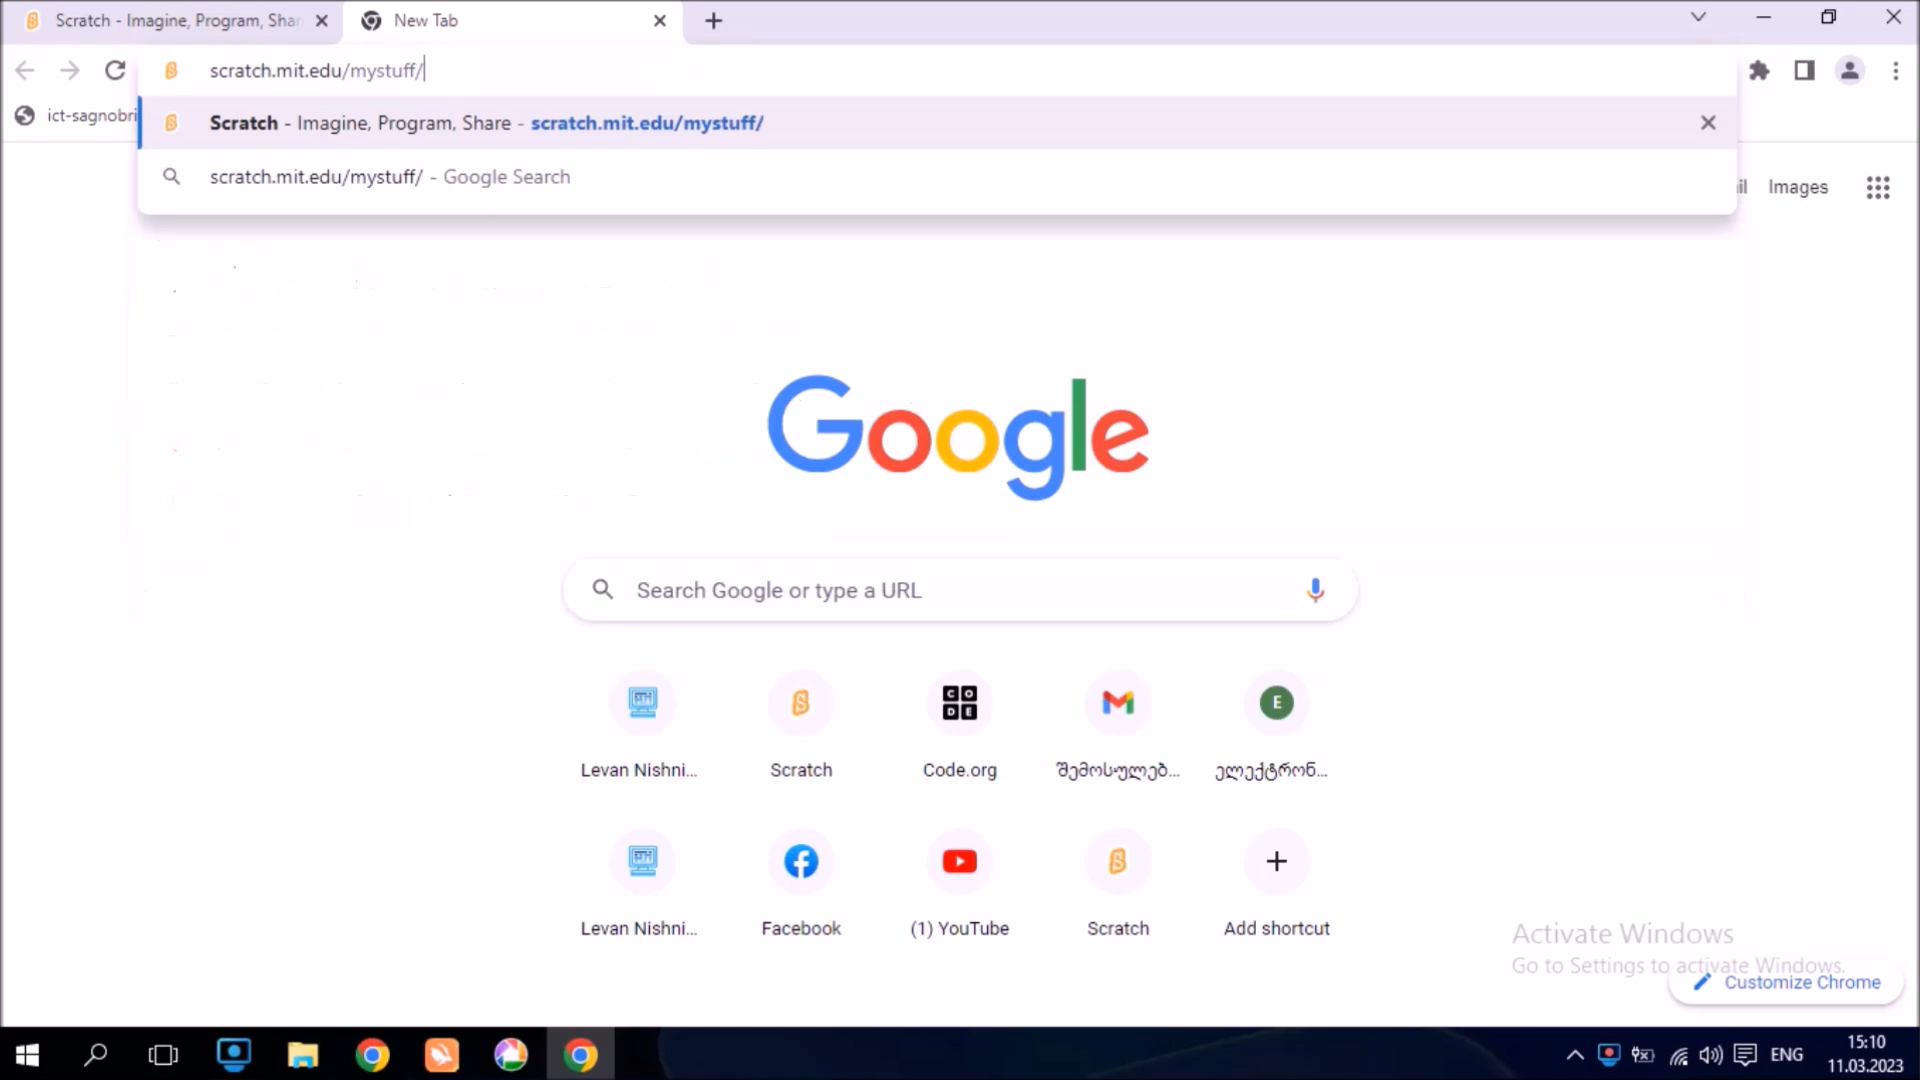 Scratch - Imagine, Program, Shar
New Tab
scratch.mit.edu/mystuff/
ict-sagnobri
Scratch - Imagine, Program, Share - scratch.mit.edu/mystuff/
scratch.mit.edu/mystuff/ - Google Search
il Images
Google
Search Google or type a URL
CODE
E
Levan Nishni...
Scratch
Code.org
შემოსულებ...
ელექტრონ...
Levan Nishni...
Facebook
(1) YouTube
Scratch
Add shortcut
Activate Windows
Go to Settings to activate Windows.
Customize Chrome
ENG
15:10
11.03.2023